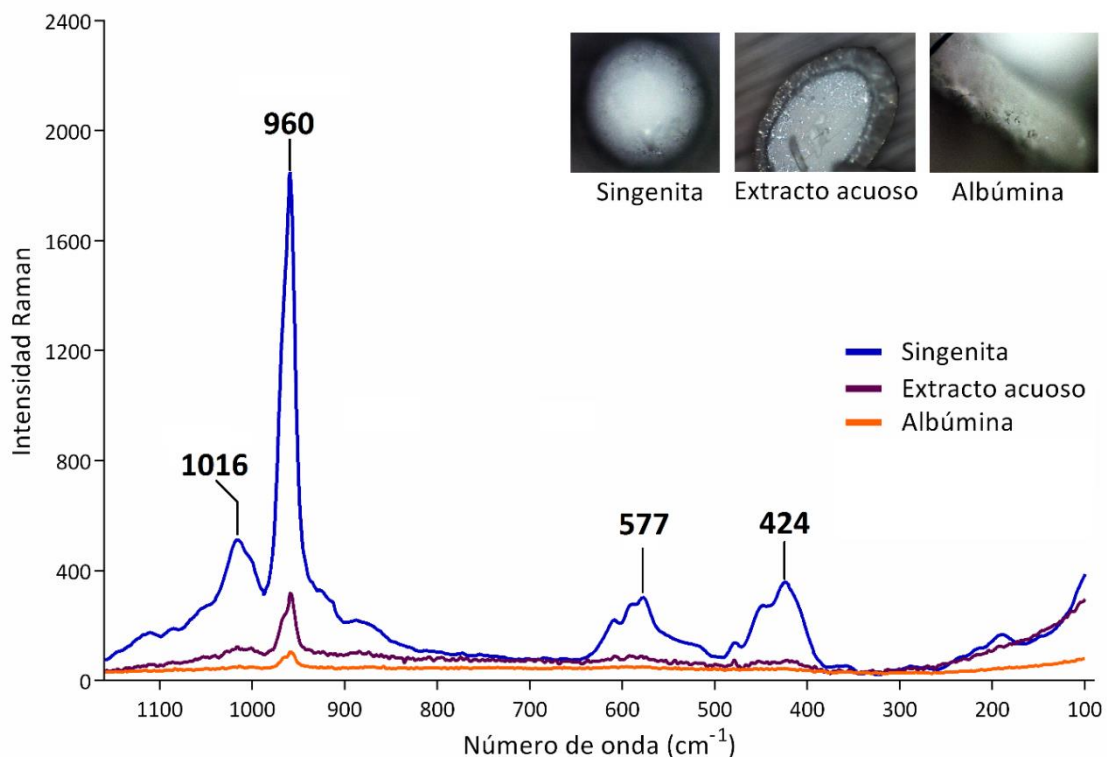 2400
2000
1600
1200
800
400
0
Intensidad Raman
960
1016
577
424
Singenita
Extracto acuoso
Albúmina
Singenita
Extracto acuoso
Albúmina
1100
1000
900
800
700
600
500
400
300
200
100
Número de onda (cm⁻¹)